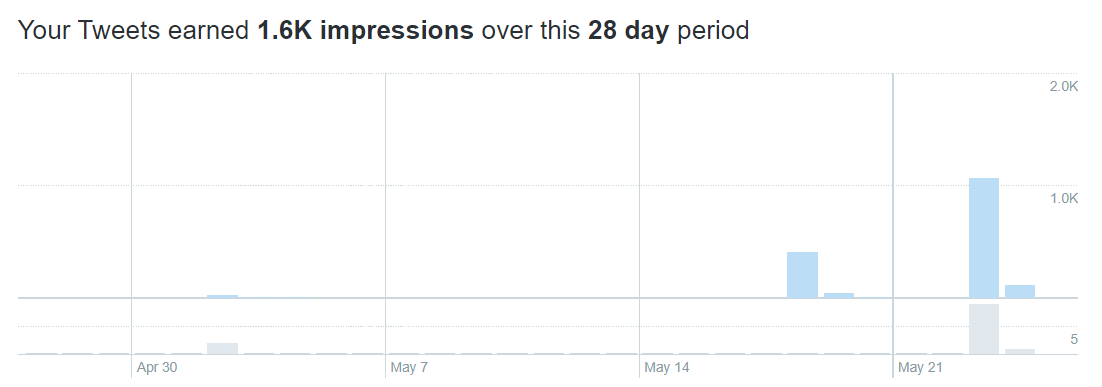 Your Tweets earned 1.6K impressions over this 28 day period
2.0K
1.0K
5
Apr 30 May 7 May 14 May 21